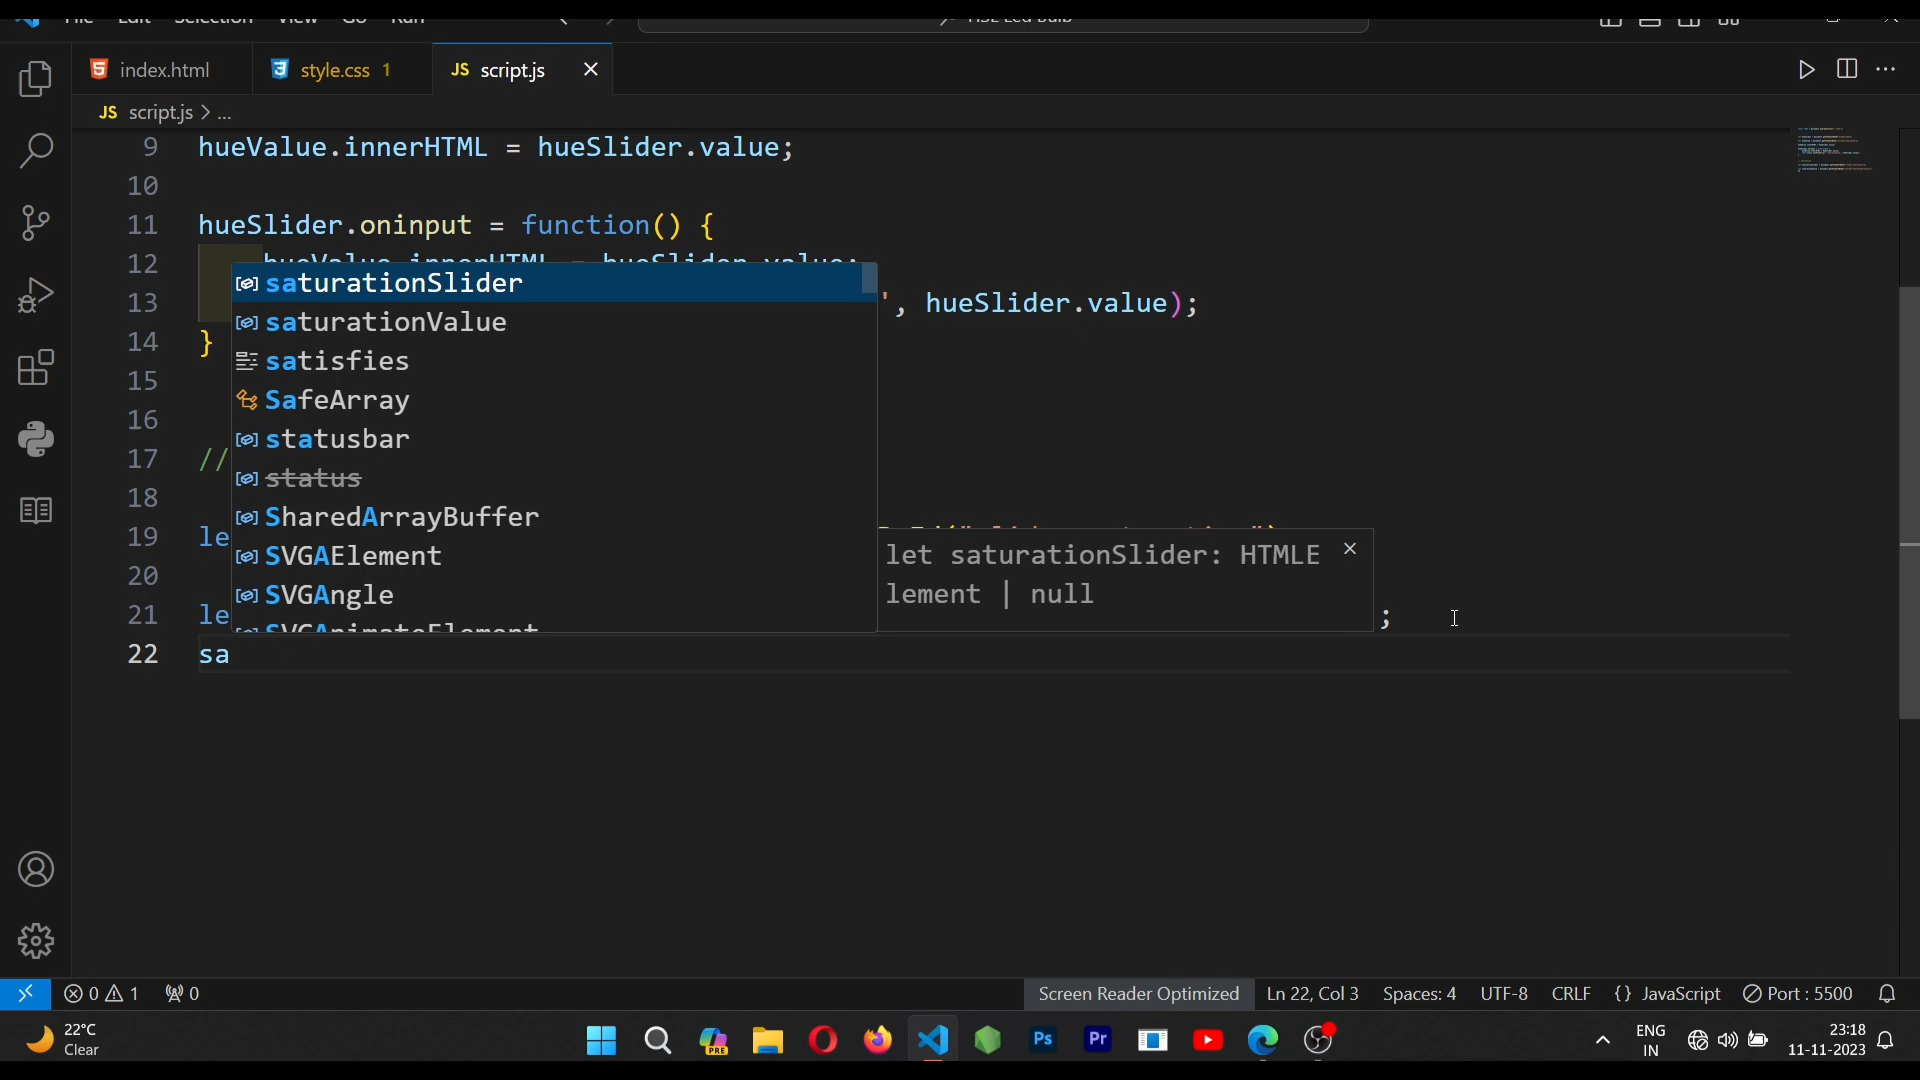 index.html
style.css 1
JS script.js
JS script.js > ...
9 hueValue.innerHTML = hueSlider.value;
10
11 hueSlider.oninput = function() {
12
13 ', hueSlider.value);
14 }
15
16
17 //
18
19 le
20
21 le ;
22 sa
saturationSlider
saturationValue
satisfies
SafeArray
statusbar
status
SharedArrayBuffer
SVGAElement
SVGAngle
SVGAnimateElement
let saturationSlider: HTMLE
lement | null
0 1 0
Screen Reader Optimized
Ln 22, Col 3
Spaces: 4
UTF-8
CRLF
{} JavaScript
Port : 5500
22°C
Clear
PRE
Ps
Pr
ENG
IN
23:18
11-11-2023